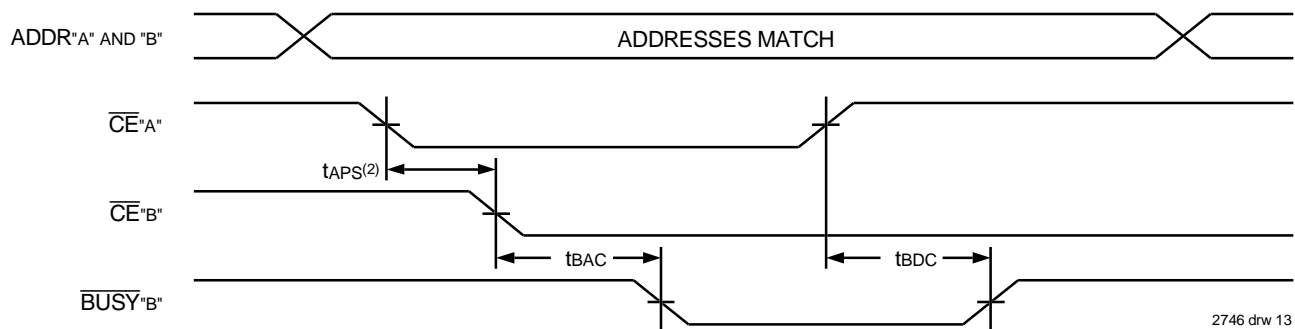 ADDR"A" AND "B"
ADDRESSES MATCH
CE"A"
tAPS(2)
CE"B"
tBAC
tBDC
BUSY"B"
2746 drw 13